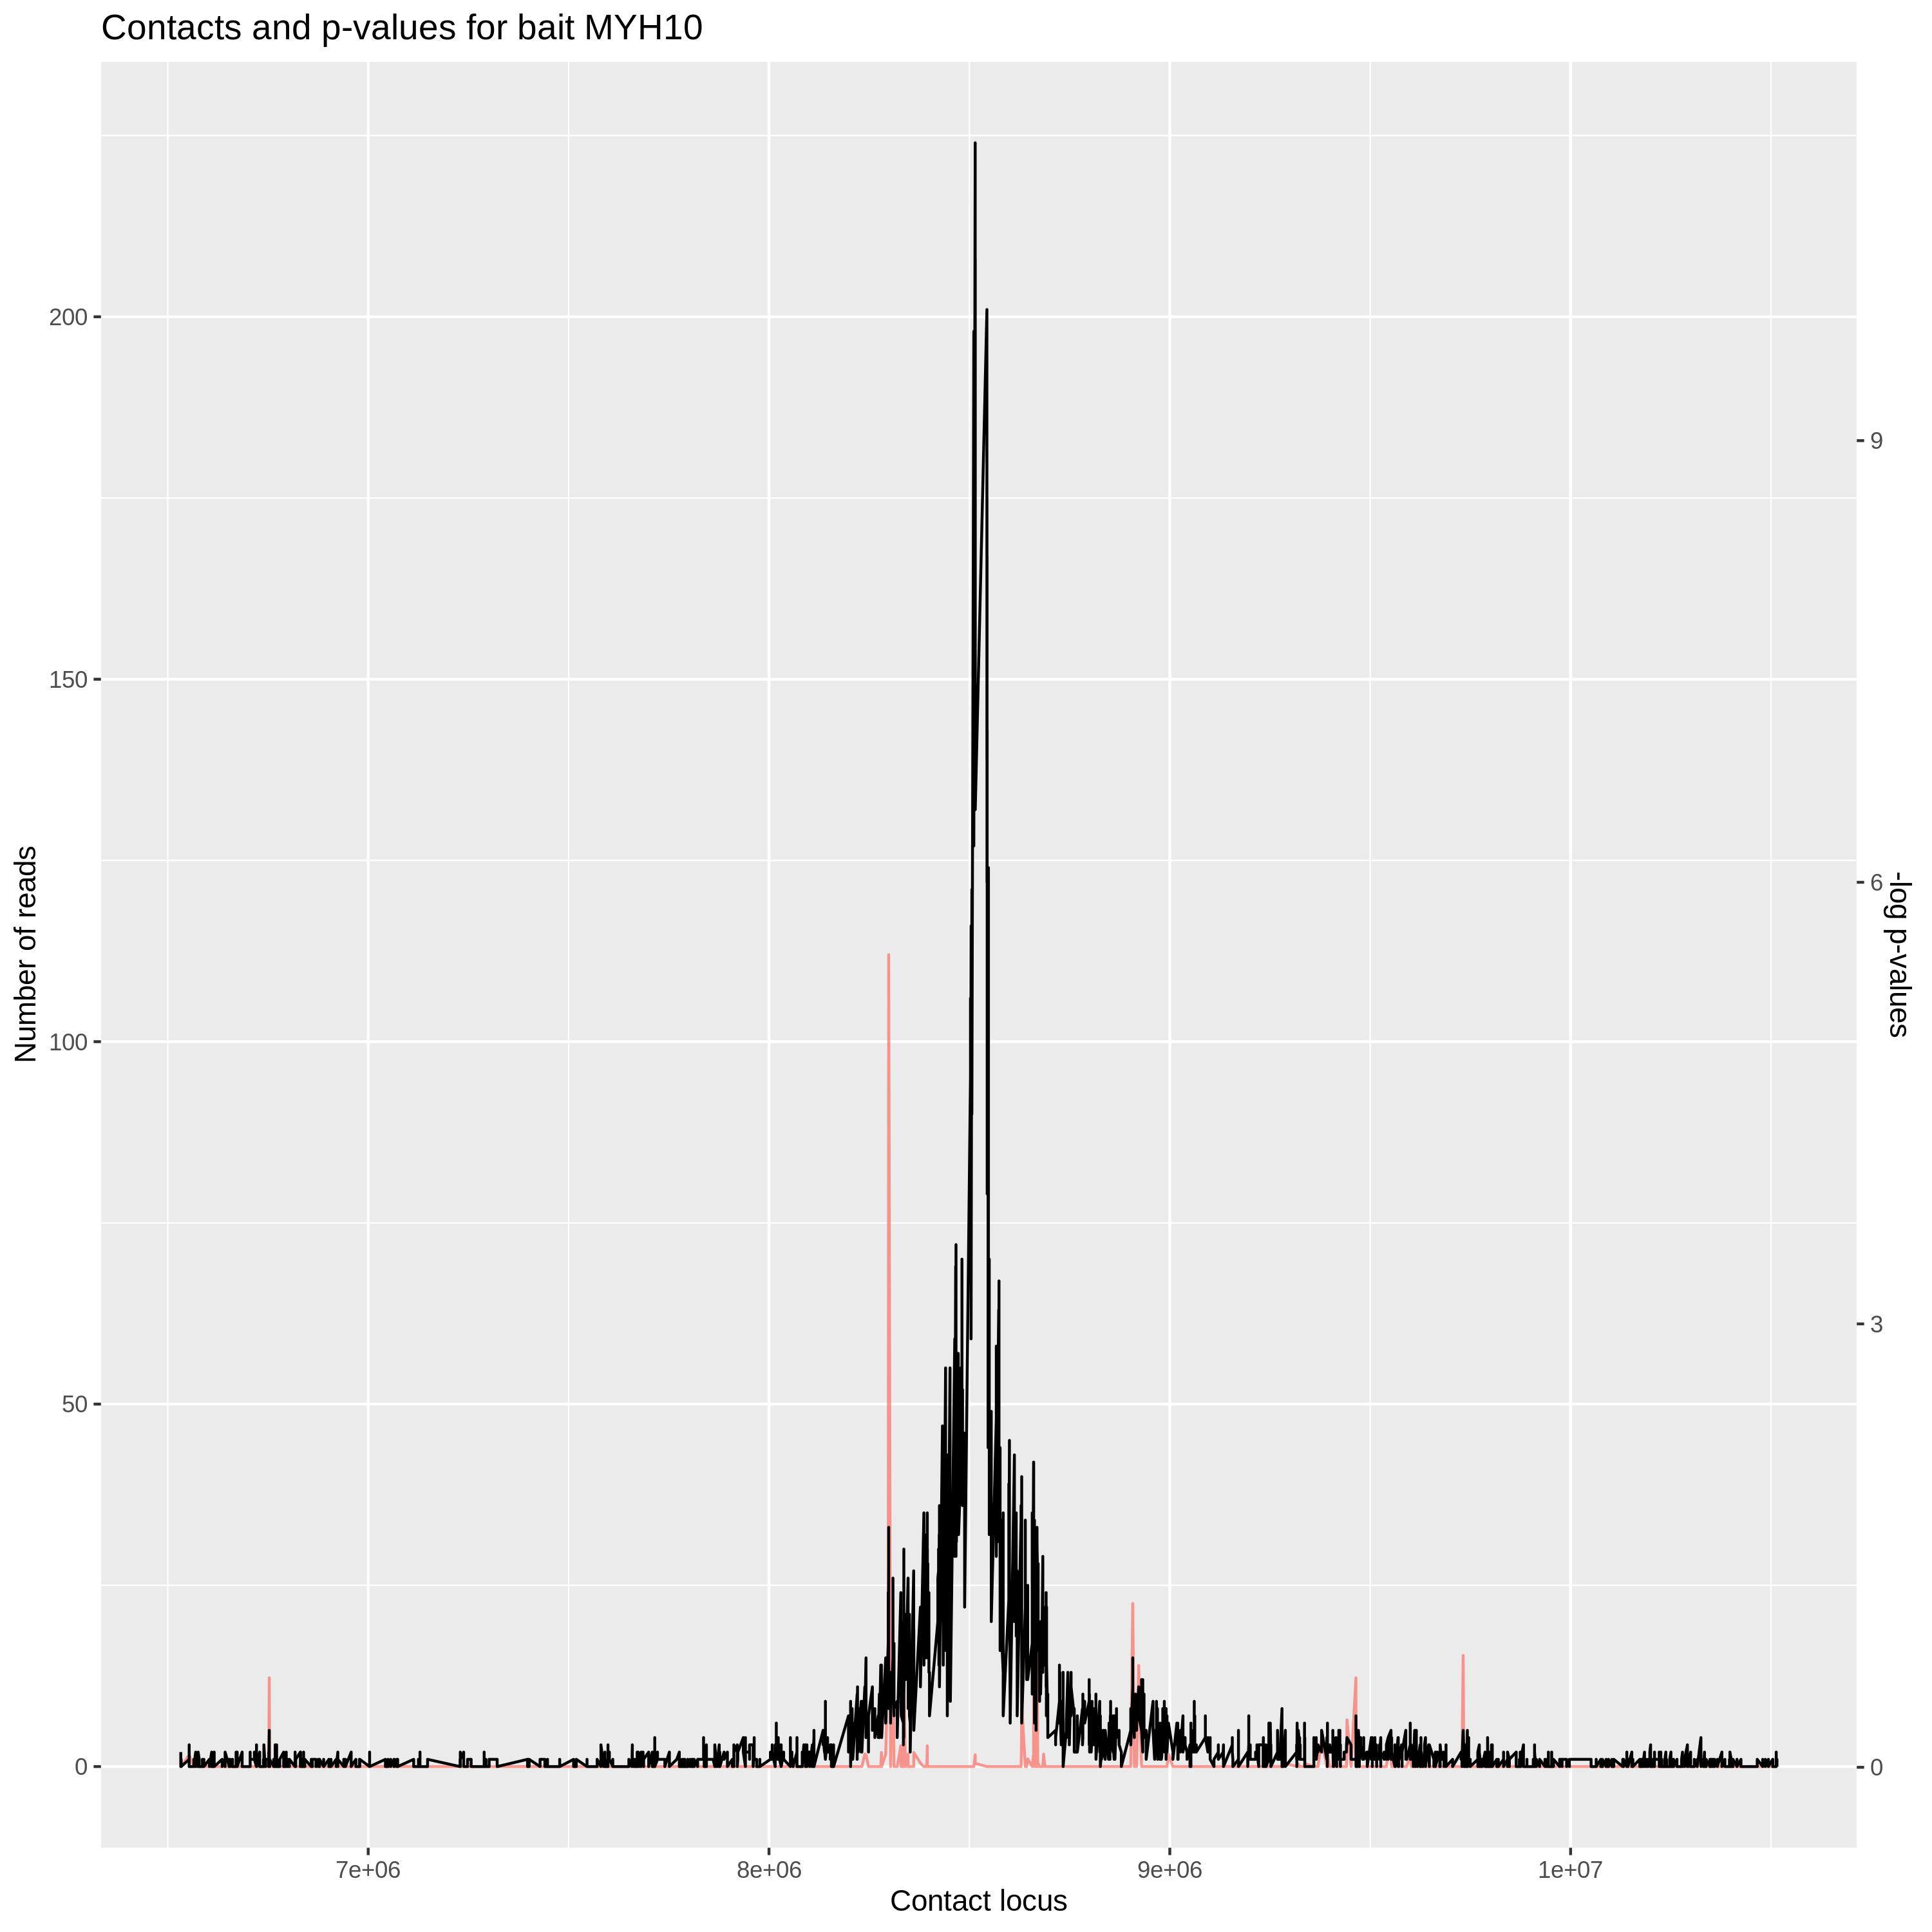 Contacts and p-values for bait MYH10
Number of reads
200
150
100
50
0
9
6
3
0
-log p-values
7e+06
8e+06
9e+06
1e+07
Contact locus